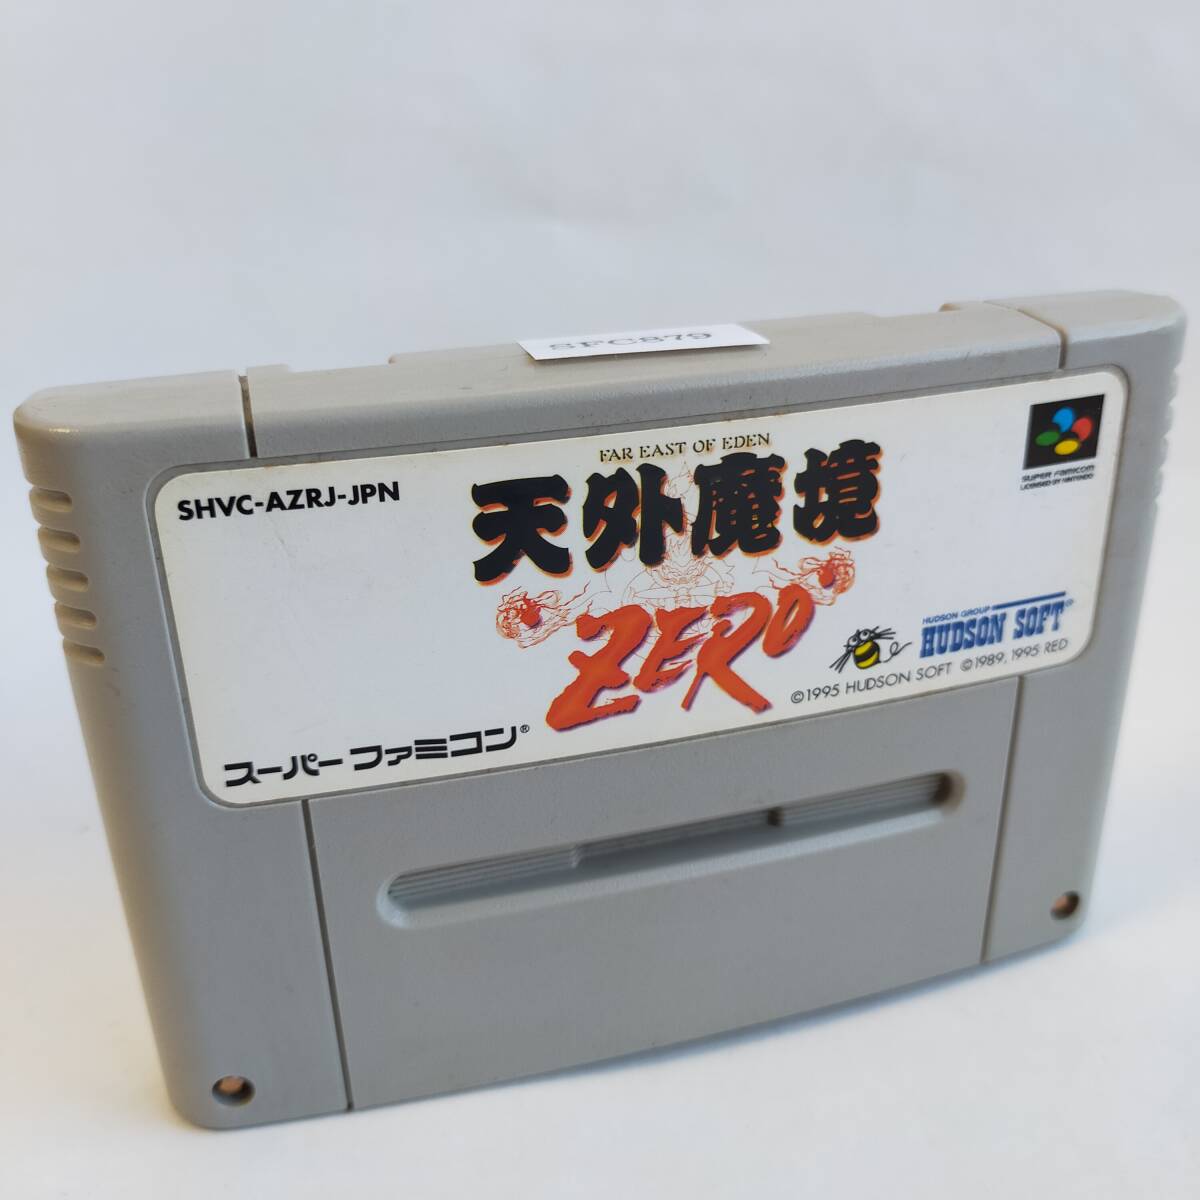 SFC879
FAR EAST OF EDEN
天外魔境
ZERO
SHVC-AZRJ-JPN
SUPER FAMICOM
LICENSED BY NINTENDO
HUDSON GROUP
HUDSON SOFT®
©1995 HUDSON SOFT ©1989, 1995 RED
スーパーファミコン®